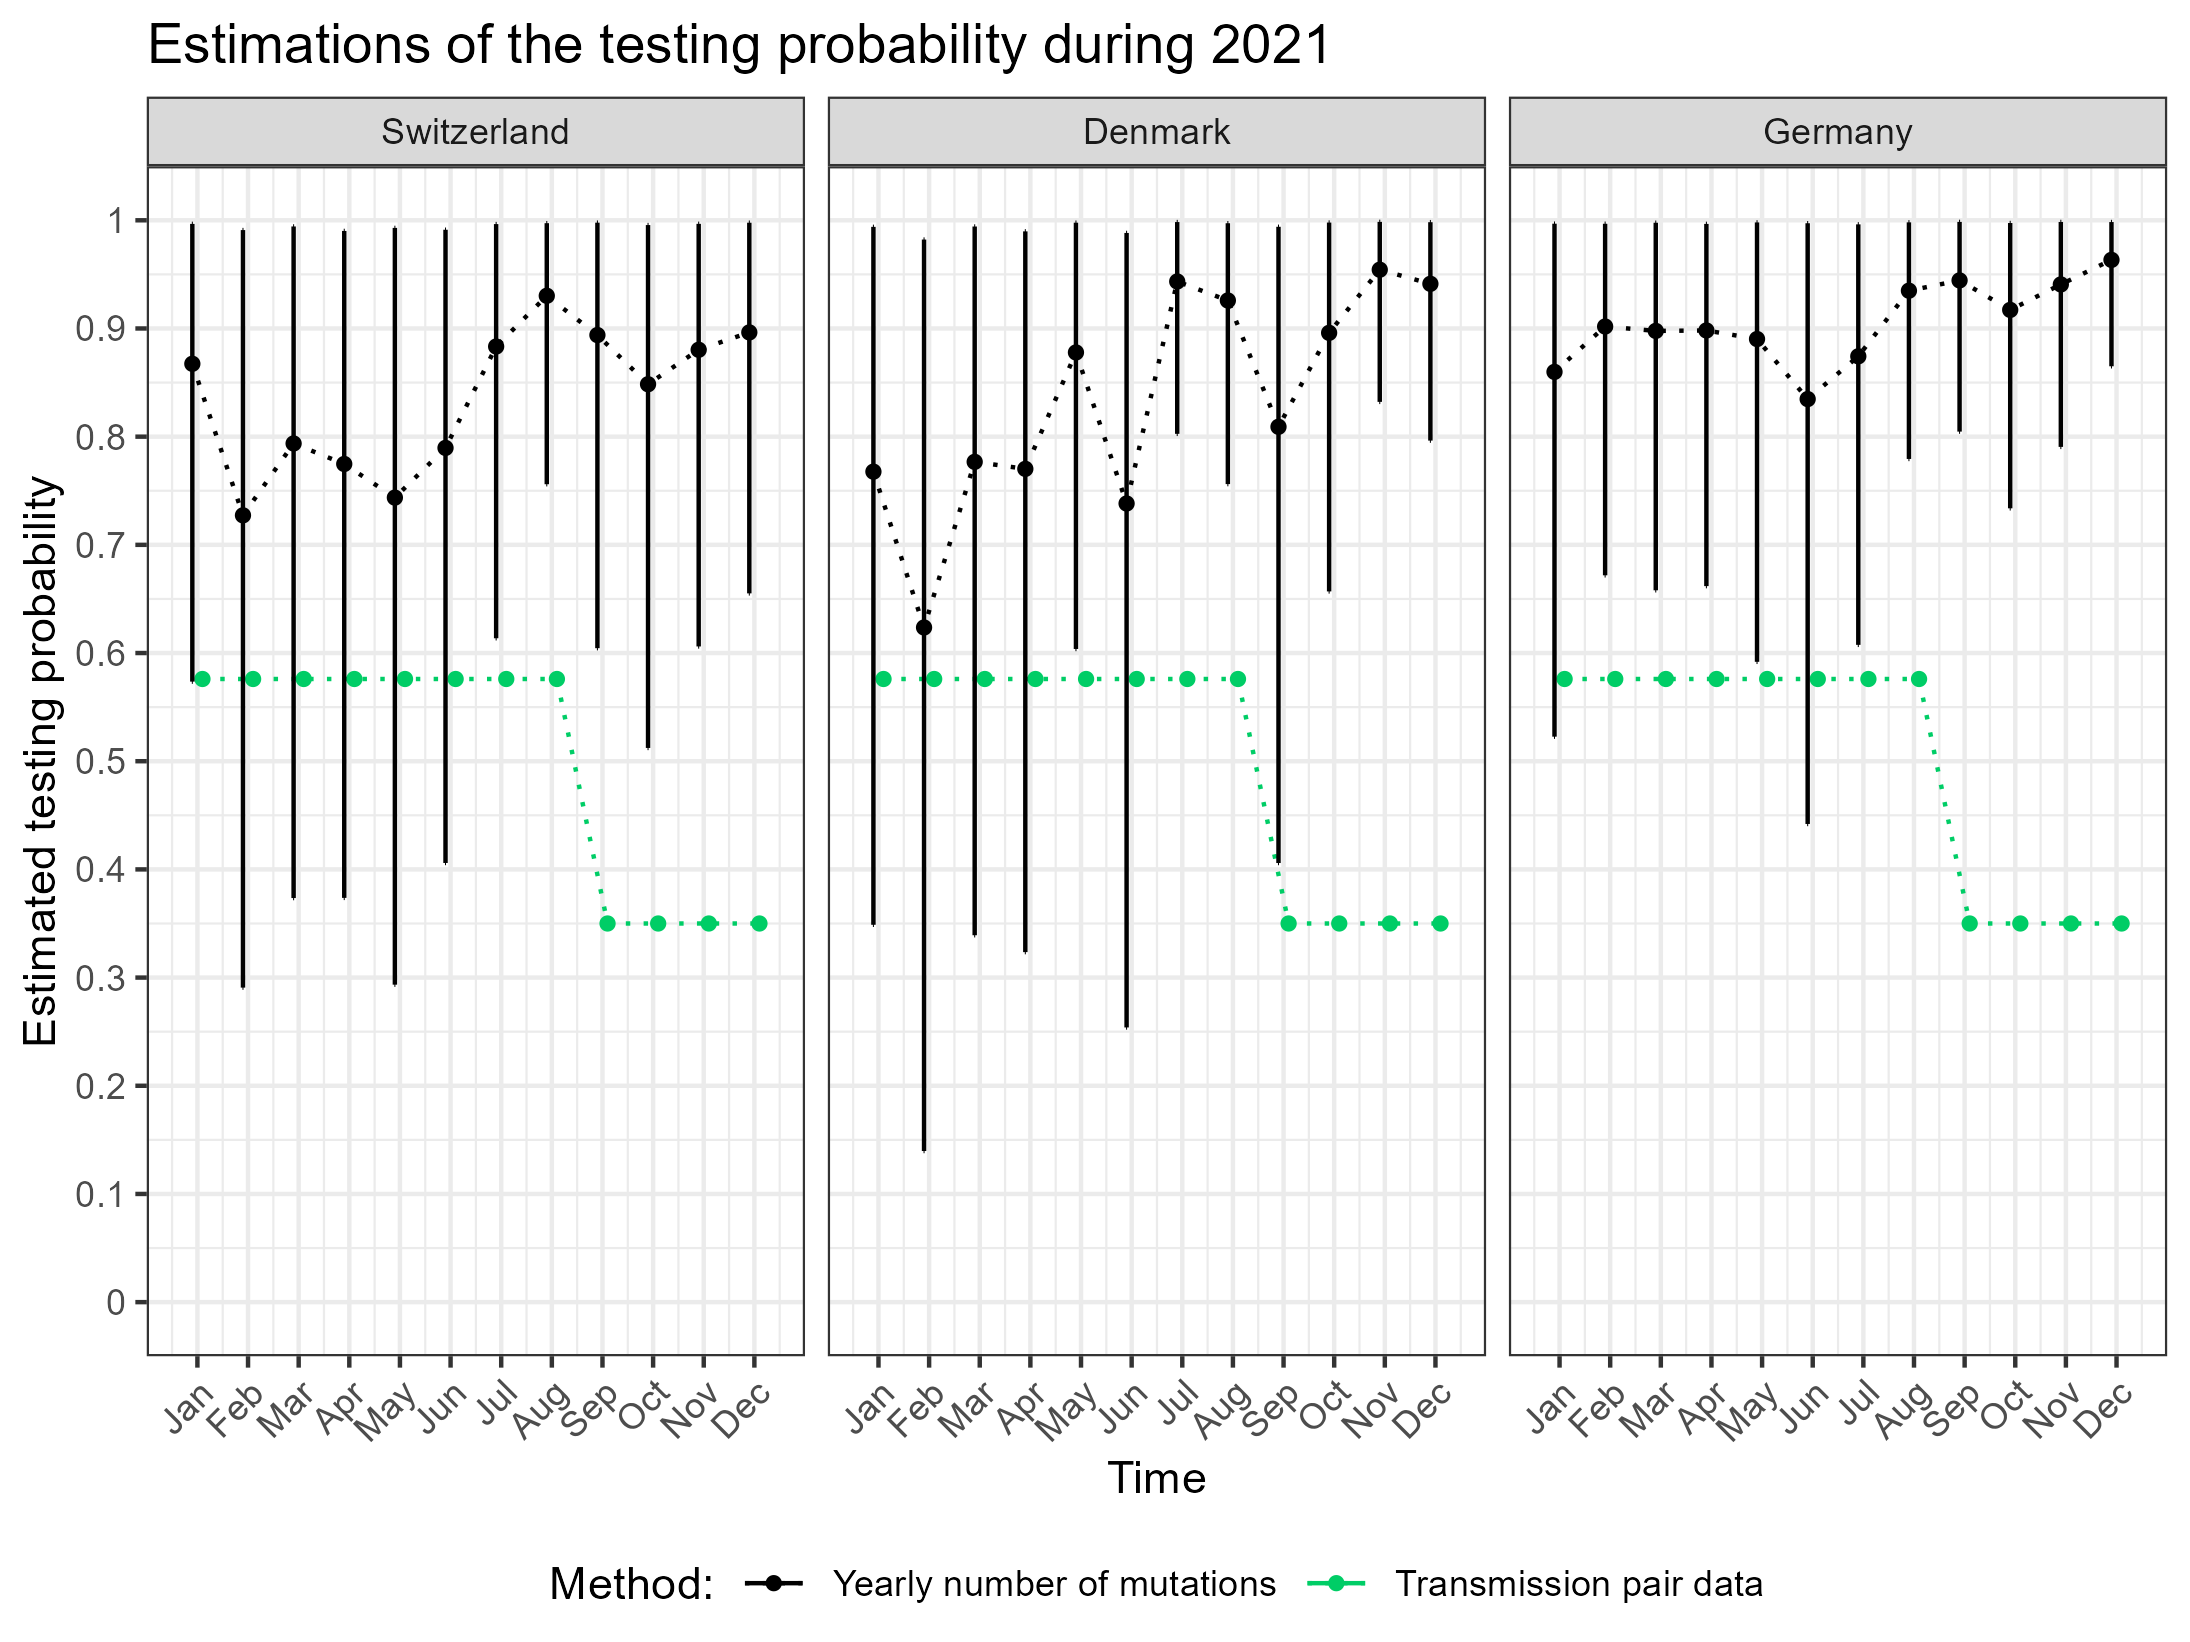 Estimations of the testing probability during 2021
Switzerland
Denmark
Germany
Estimated testing probability
1
0.9
0.8
0.7
0.6
0.5
0.4
0.3
0.2
0.1
0
Jan Feb Mar Apr May Jun Jul Aug Sep Oct Nov Dec
Jan Feb Mar Apr May Jun Jul Aug Sep Oct Nov Dec
Jan Feb Mar Apr May Jun Jul Aug Sep Oct Nov Dec
Time
Method: Yearly number of mutations Transmission pair data